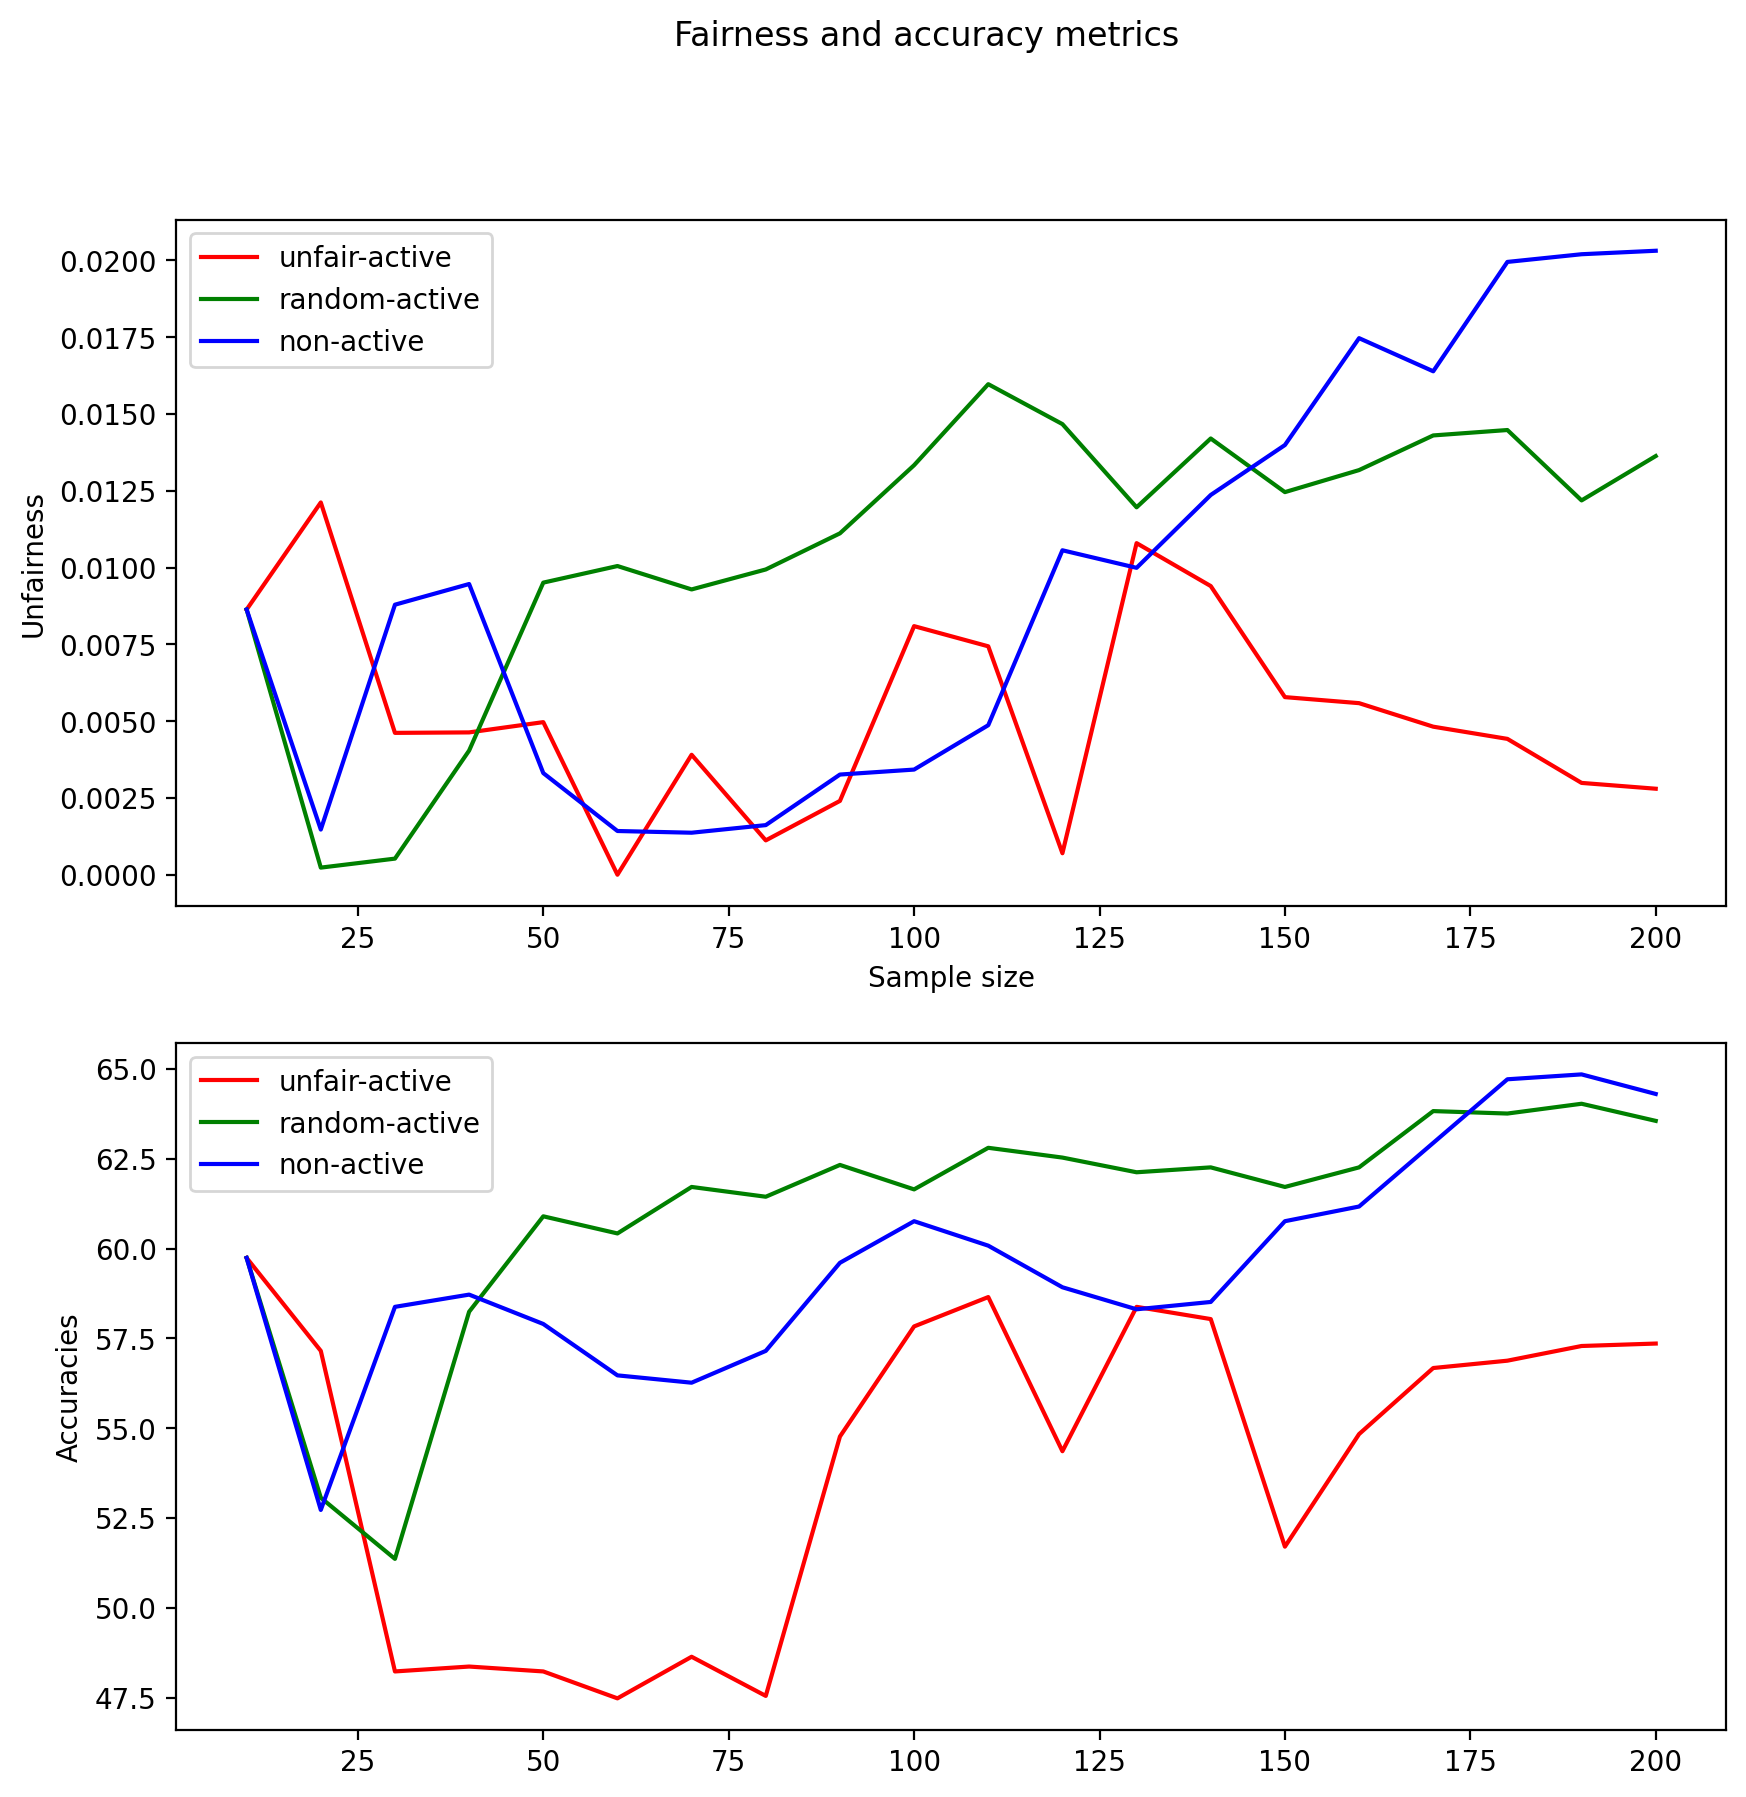 Fairness and accuracy metrics
unfair-active
random-active
non-active
0.0200
0.0175
0.0150
0.0125
0.0100
0.0075
0.0050
0.0025
0.0000
Unfairness
25 50 75 100 125 150 175 200
Sample size
unfair-active
random-active
non-active
65.0
62.5
60.0
57.5
55.0
52.5
50.0
47.5
Accuracies
25 50 75 100 125 150 175 200